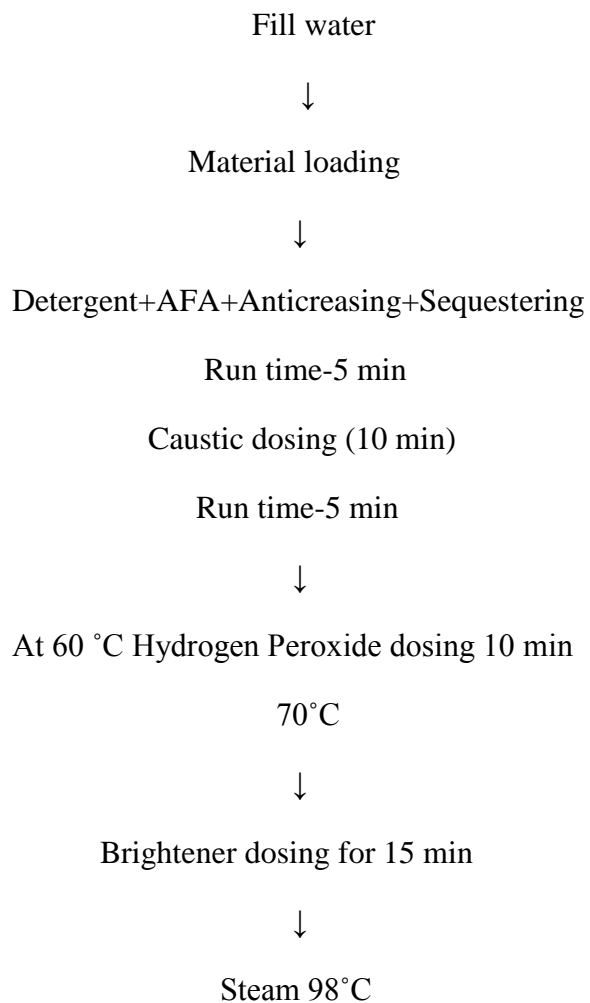 Fill water
↓
Material loading
↓
Detergent+AFA+Anticreasing+Sequestering
Run time-5 min
Caustic dosing (10 min)
Run time-5 min
↓
At 60 ˚C Hydrogen Peroxide dosing 10 min
70˚C
↓
Brightener dosing for 15 min
↓
Steam 98˚C